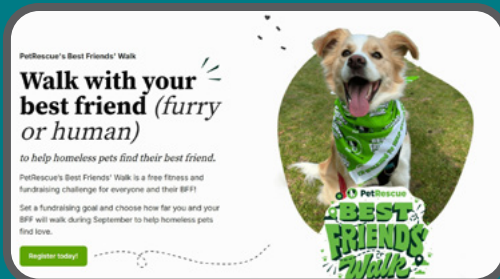 PetRescue's Best Friends' Walk
Walk with your
best friend (furry
or human)
to help homeless pets find their best friend.
PetRescue's Best Friends' Walk is a free fitness and
fundraising challenge for everyone and their BFF!
Set a fundraising goal and choose how far you and your
BFF will walk during September to help homeless pets
find love.
Register today!
PetRescue
BEST
FRIENDS'
Walk